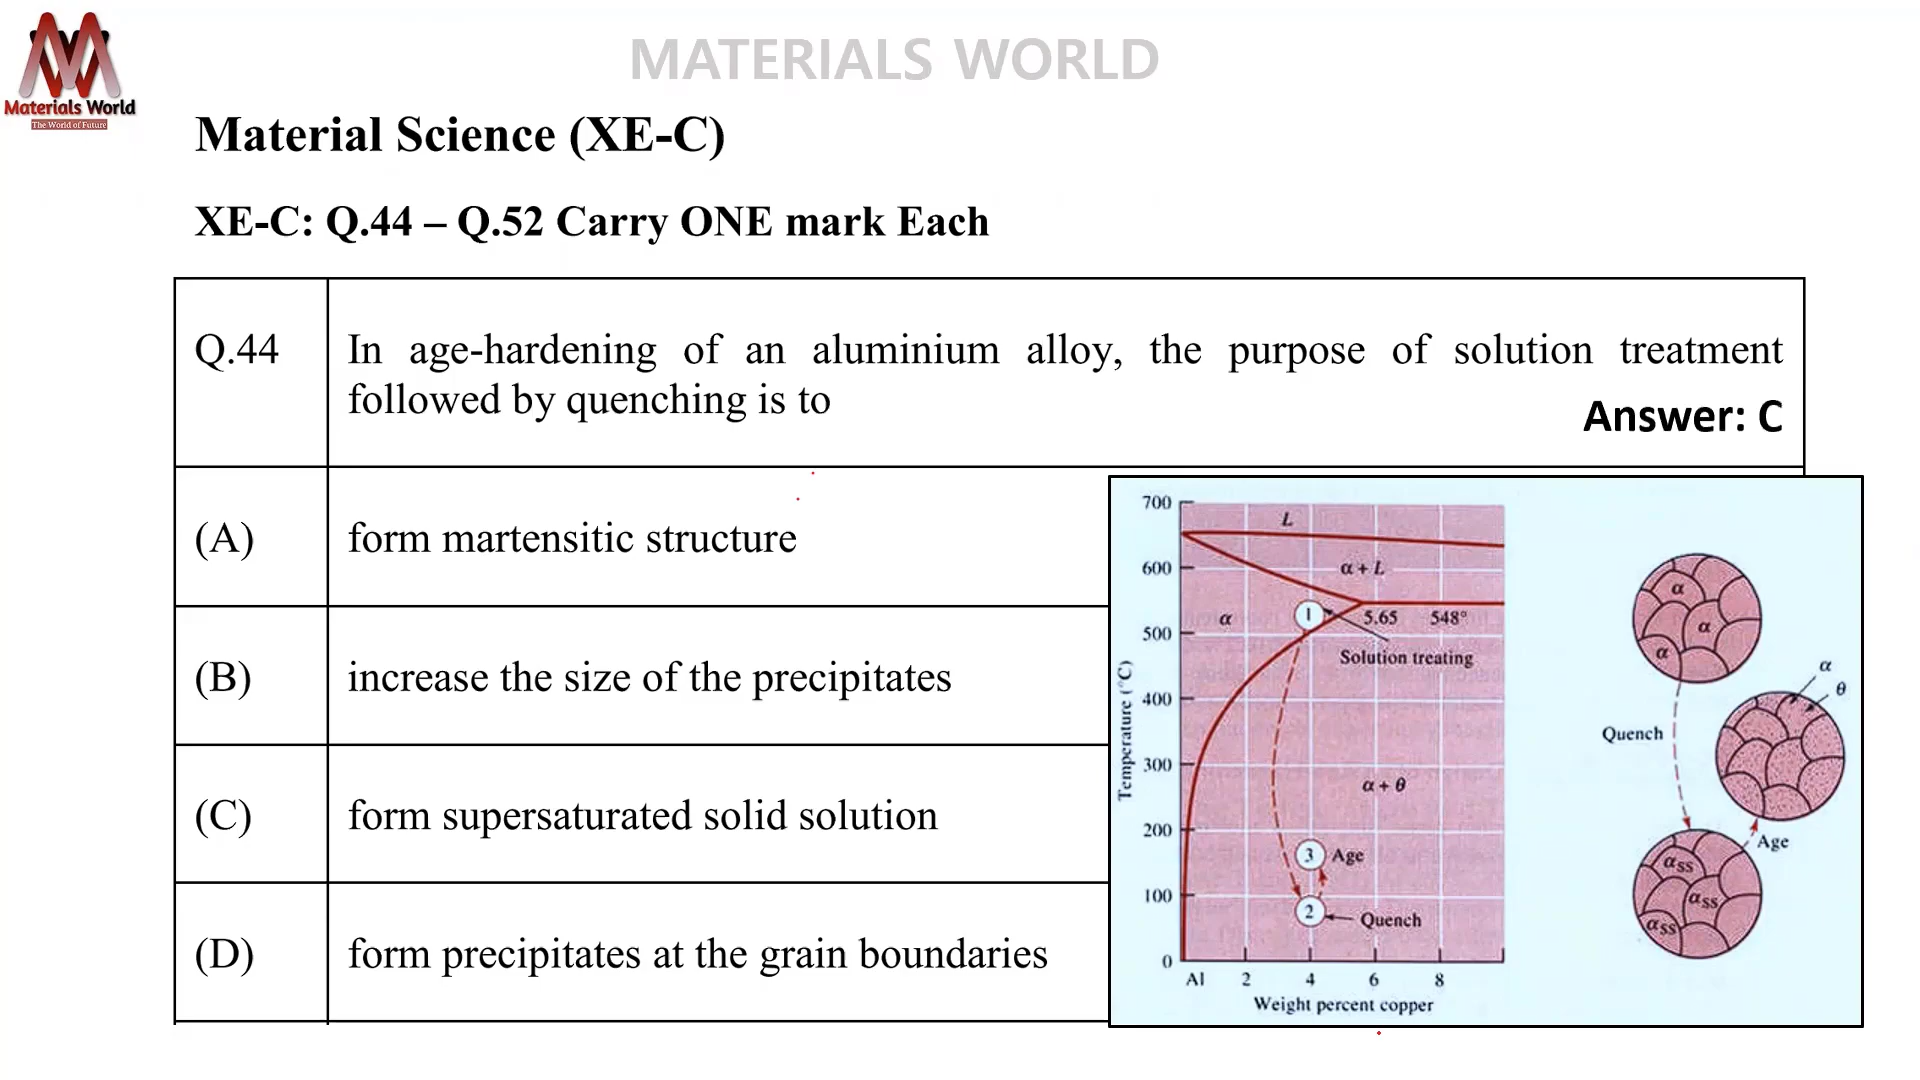 Materials World
The World of Future
MATERIALS WORLD
Material Science (XE-C)
XE-C: Q.44 – Q.52 Carry ONE mark Each
Q.44
In age-hardening of an aluminium alloy, the purpose of solution treatment
followed by quenching is to
Answer: C
(A)
form martensitic structure
(B)
increase the size of the precipitates
(C)
form supersaturated solid solution
(D)
form precipitates at the grain boundaries
700
600
500
400
300
200
100
0
Temperature (°C)
L
α + L
α
1
5.65
548°
Solution treating
α + θ
3
Age
2
Quench
Al
2
4
6
8
Weight percent copper
α
α
α
α
θ
Quench
Age
αss
αss
αss